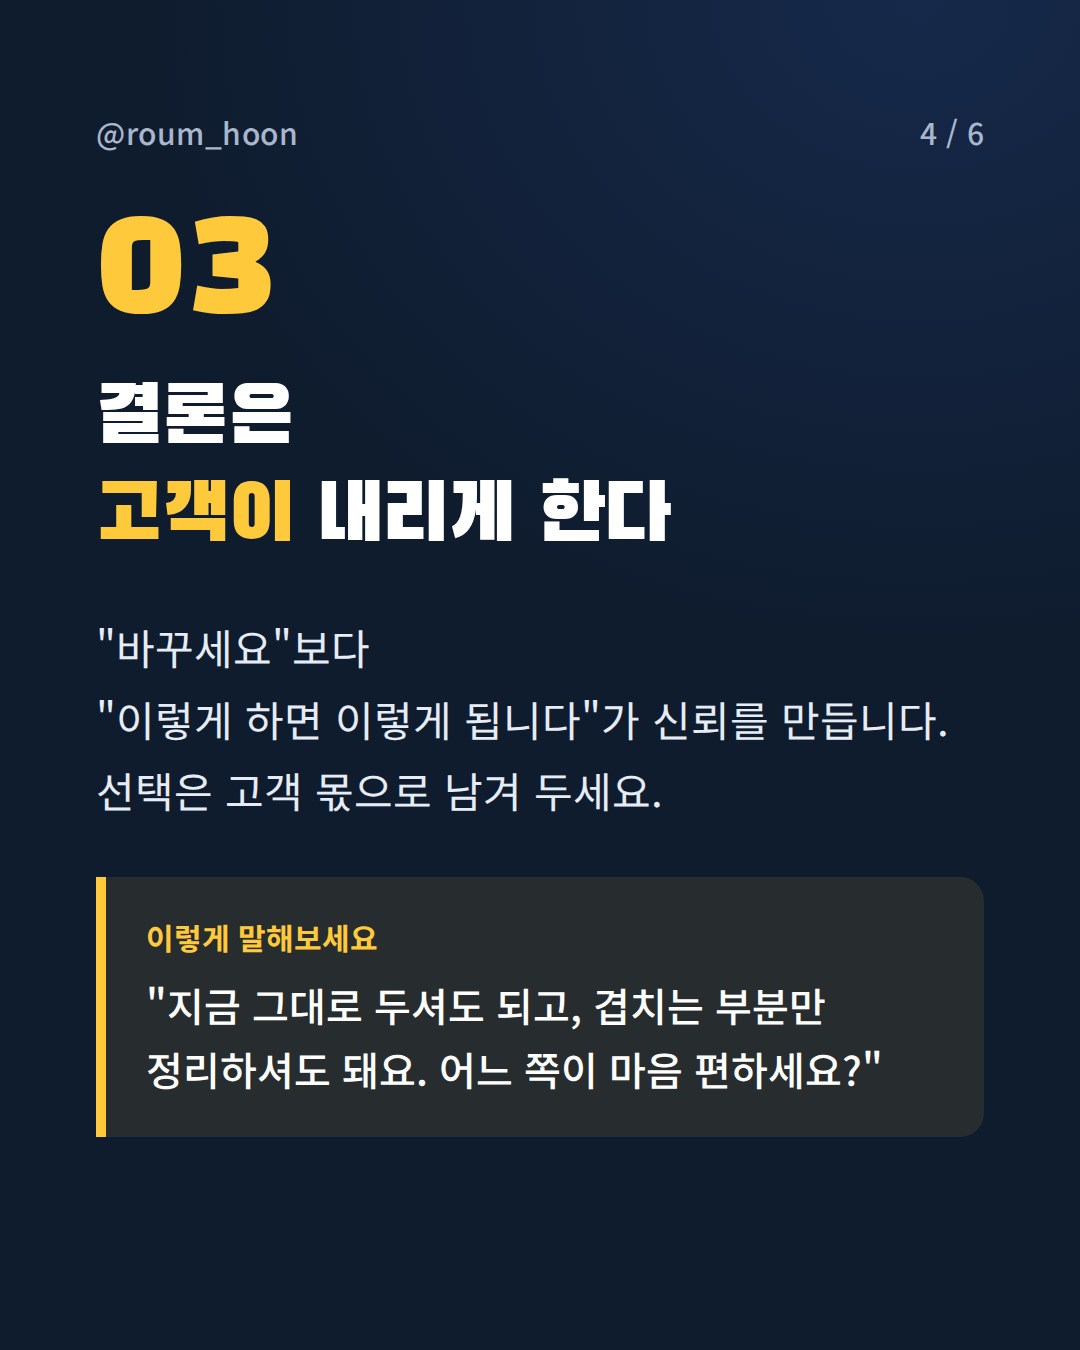 @roum_hoon
4 / 6
03
결론은
고객이 내리게 한다
"바꾸세요"보다
"이렇게 하면 이렇게 됩니다"가 신뢰를 만듭니다.
선택은 고객 몫으로 남겨 두세요.
이렇게 말해보세요
"지금 그대로 두셔도 되고, 겹치는 부분만
정리하셔도 돼요. 어느 쪽이 마음 편하세요?"